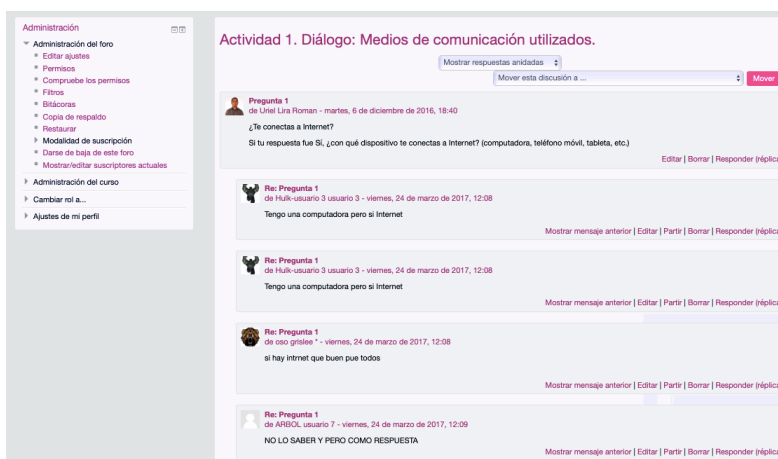 Administración
Administración del foro
Editar ajustes
Permisos
Compruebe los permisos
Filtros
Bitácoras
Copia de respaldo
Restaurar
Modalidad de suscripción
Darse de baja de este foro
Mostrar/editar suscriptores actuales
Administración del curso
Cambiar rol a...
Ajustes de mi perfil
Actividad 1. Diálogo: Medios de comunicación utilizados.
Mostrar respuestas anidadas
Mover esta discusión a ...
Mover
Pregunta 1
de Uriel Lira Roman - martes, 6 de diciembre de 2016, 18:40
¿Te conectas a Internet?
Si tu respuesta fue Sí, ¿con qué dispositivo te conectas a Internet? (computadora, teléfono móvil, tableta, etc.)
Editar | Borrar | Responder (réplica
Re: Pregunta 1
de Hulk-usuario 3 usuario 3 - viernes, 24 de marzo de 2017, 12:08
Tengo una computadora pero si Internet
Mostrar mensaje anterior | Editar | Partir | Borrar | Responder (réplica
Re: Pregunta 1
de Hulk-usuario 3 usuario 3 - viernes, 24 de marzo de 2017, 12:08
Tengo una computadora pero si Internet
Mostrar mensaje anterior | Editar | Partir | Borrar | Responder (réplica
Re: Pregunta 1
de oso grislee * - viernes, 24 de marzo de 2017, 12:08
si hay intrnet que buen pue todos
Mostrar mensaje anterior | Editar | Partir | Borrar | Responder (réplica
Re: Pregunta 1
de ARBOL usuario 7 - viernes, 24 de marzo de 2017, 12:09
NO LO SABER Y PERO COMO RESPUESTA
Mostrar mensaje anterior | Editar | Partir | Borrar | Responder (réplica